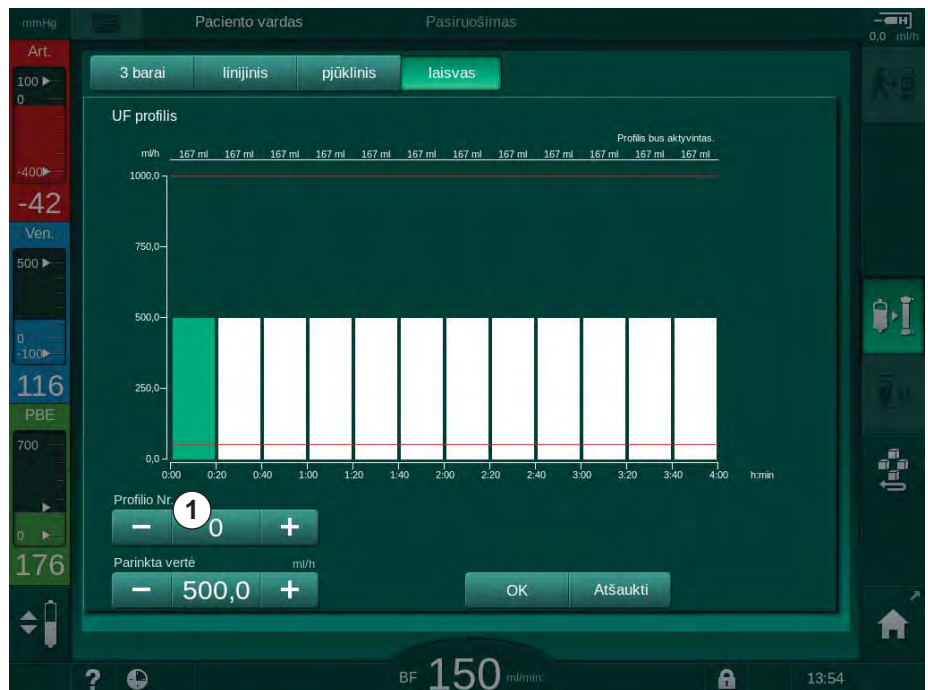 mmHg Paciento vardas Pasiruošimas
0,0 ml/h
Art.
100
0
-400
-42
Ven.
500
0
-100
116
PBE
700
0
176
3 barai linijinis pjūklinis laisvas
UF profilis
Profilis bus aktyvintas.
ml/h 167 ml 167 ml 167 ml 167 ml 167 ml 167 ml 167 ml 167 ml 167 ml 167 ml 167 ml 167 ml
1000,0
750,0
500,0
250,0
0,0
0:00 0:20 0:40 1:00 1:20 1:40 2:00 2:20 2:40 3:00 3:20 3:40 4:00 h:min
Profilio Nr.
1
− 0 +
Parinkta vertė ml/h
− 500,0 +
OK Atšaukti
? BF 150 ml/min. 13:54